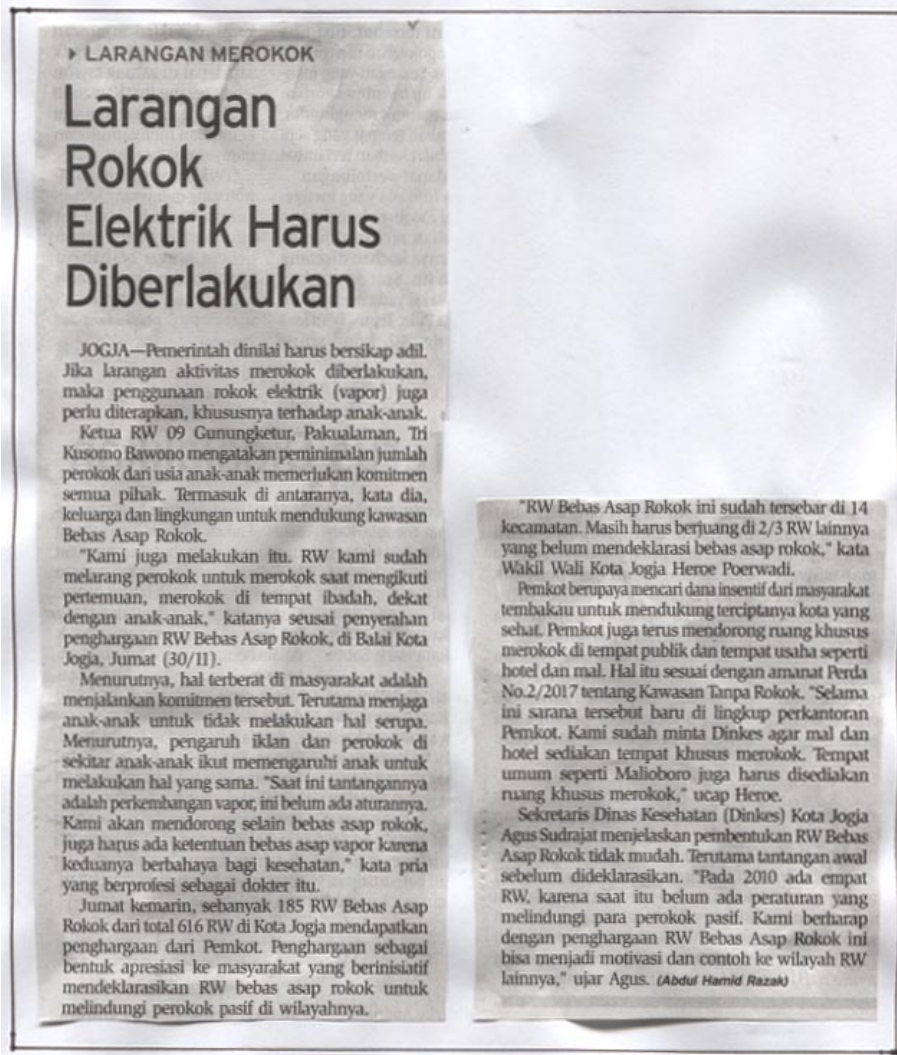 ▸ LARANGAN MEROKOK
Larangan
Rokok
Elektrik Harus
Diberlakukan
JOGJA—Pemerintah dinilai harus bersikap adil.
Jika larangan aktivitas merokok diberlakukan,
maka penggunaan rokok elektrik (vapor) juga
perlu diterapkan, khususnya terhadap anak-anak.
Ketua RW 09 Gunungketur, Pakualaman, Tri
Kusomo Bawono mengatakan peminimalan jumlah
perokok dari usia anak-anak memerlukan komitmen
semua pihak. Termasuk di antaranya, kata dia,
keluarga dan lingkungan untuk mendukung kawasan
Bebas Asap Rokok.
"Kami juga melakukan itu. RW kami sudah
melarang perokok untuk merokok saat mengikuti
pertemuan, merokok di tempat ibadah, dekat
dengan anak-anak," katanya seusai penyerahan
penghargaan RW Bebas Asap Rokok, di Balai Kota
Jogja, Jumat (30/11).
Menurutnya, hal terberat di masyarakat adalah
menjalankan komitmen tersebut. Terutama menjaga
anak-anak untuk tidak melakukan hal serupa.
Menurutnya, pengaruh iklan dan perokok di
sekitar anak-anak ikut memengaruhi anak untuk
melakukan hal yang sama. "Saat ini tantangannya
adalah perkembangan vapor, ini belum ada aturannya.
Kami akan mendorong selain bebas asap rokok,
juga harus ada ketentuan bebas asap vapor karena
keduanya berbahaya bagi kesehatan," kata pria
yang berprofesi sebagai dokter itu.
Jumat kemarin, sebanyak 185 RW Bebas Asap
Rokok dari total 616 RW di Kota Jogja mendapatkan
penghargaan dari Pemkot. Penghargaan sebagai
bentuk apresiasi ke masyarakat yang berinisiatif
mendeklarasikan RW bebas asap rokok untuk
melindungi perokok pasif di wilayahnya.
"RW Bebas Asap Rokok ini sudah tersebar di 14
kecamatan. Masih harus berjuang di 2/3 RW lainnya
yang belum mendeklarasi bebas asap rokok," kata
Wakil Wali Kota Jogja Heroe Poerwadi.
Pemkot berupaya mencari dana insentif dari masyarakat
tembakau untuk mendukung terciptanya kota yang
sehat. Pemkot juga terus mendorong ruang khusus
merokok di tempat publik dan tempat usaha seperti
hotel dan mal. Hal itu sesuai dengan amanat Perda
No.2/2017 tentang Kawasan Tanpa Rokok. "Selama
ini sarana tersebut baru di lingkup perkantoran
Pemkot. Kami sudah minta Dinkes agar mal dan
hotel sediakan tempat khusus merokok. Tempat
umum seperti Malioboro juga harus disediakan
ruang khusus merokok," ucap Heroe.
Sekretaris Dinas Kesehatan (Dinkes) Kota Jogja
Agus Sudrajat menjelaskan pembentukan RW Bebas
Asap Rokok tidak mudah. Terutama tantangan awal
sebelum dideklarasikan. "Pada 2010 ada empat
RW, karena saat itu belum ada peraturan yang
melindungi para perokok pasif. Kami berharap
dengan penghargaan RW Bebas Asap Rokok ini
bisa menjadi motivasi dan contoh ke wilayah RW
lainnya," ujar Agus. (Abdul Hamid Razak)